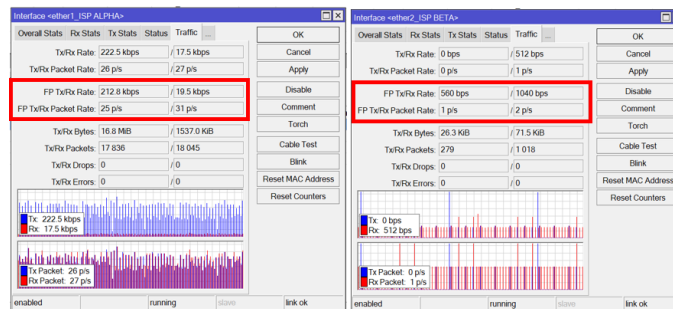 Interface <ether1_ISP ALPHA>
Overall Stats Rx Stats Tx Stats Status Traffic ...
Tx/Rx Rate: 222.5 kbps / 17.5 kbps
Tx/Rx Packet Rate: 26 p/s / 27 p/s
FP Tx/Rx Rate: 212.8 kbps / 19.5 kbps
FP Tx/Rx Packet Rate: 25 p/s / 31 p/s
Tx/Rx Bytes: 16.8 MiB / 1537.0 KiB
Tx/Rx Packets: 17 836 / 18 045
Tx/Rx Drops: 0 / 0
Tx/Rx Errors: 0 / 0
Tx: 222.5 kbps
Rx: 17.5 kbps
Tx Packet: 26 p/s
Rx Packet: 27 p/s
OK
Cancel
Apply
Disable
Comment
Torch
Cable Test
Blink
Reset MAC Address
Reset Counters
enabled running slave link ok
Interface <ether2_ISP BETA>
Overall Stats Rx Stats Tx Stats Status Traffic ...
Tx/Rx Rate: 0 bps / 512 bps
Tx/Rx Packet Rate: 0 p/s / 1 p/s
FP Tx/Rx Rate: 560 bps / 1040 bps
FP Tx/Rx Packet Rate: 1 p/s / 2 p/s
Tx/Rx Bytes: 26.3 KiB / 71.5 KiB
Tx/Rx Packets: 279 / 1 018
Tx/Rx Drops: 0 / 0
Tx/Rx Errors: 0 / 0
Tx: 0 bps
Rx: 512 bps
Tx Packet: 0 p/s
Rx Packet: 1 p/s
OK
Cancel
Apply
Disable
Comment
Torch
Cable Test
Blink
Reset MAC Address
Reset Counters
enabled running slave link ok